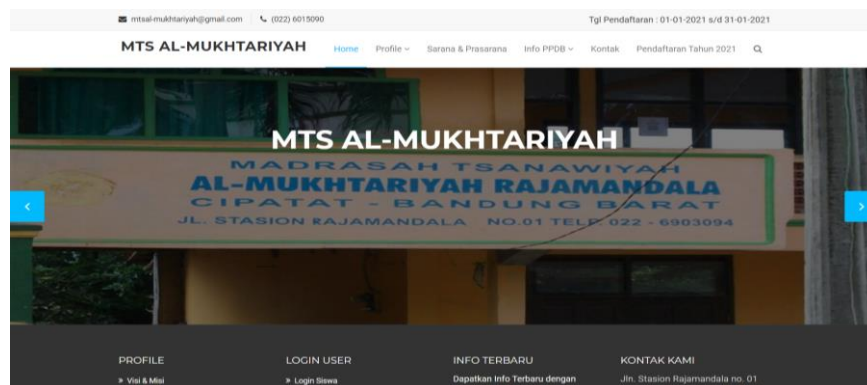 mtsal-mukhtariyah@gmail.com (022) 6015090 Tgl Pendaftaran : 01-01-2021 s/d 31-01-2021
MTS AL-MUKHTARIYAH Home Profile Sarana & Prasarana Info PPDB Kontak Pendaftaran Tahun 2021
MTS AL-MUKHTARIYAH
MADRASAH TSANAWIYAH
AL-MUKHTARIYAH RAJAMANDALA
CIPATAT - BANDUNG BARAT
JL. STASION RAJAMANDALA NO.01 TELP. 022 - 6903094
PROFILE LOGIN USER INFO TERBARU KONTAK KAMI
» Visi & Misi » Login Siswa Dapatkan Info Terbaru dengan Jln. Stasion Rajamandala no. 01